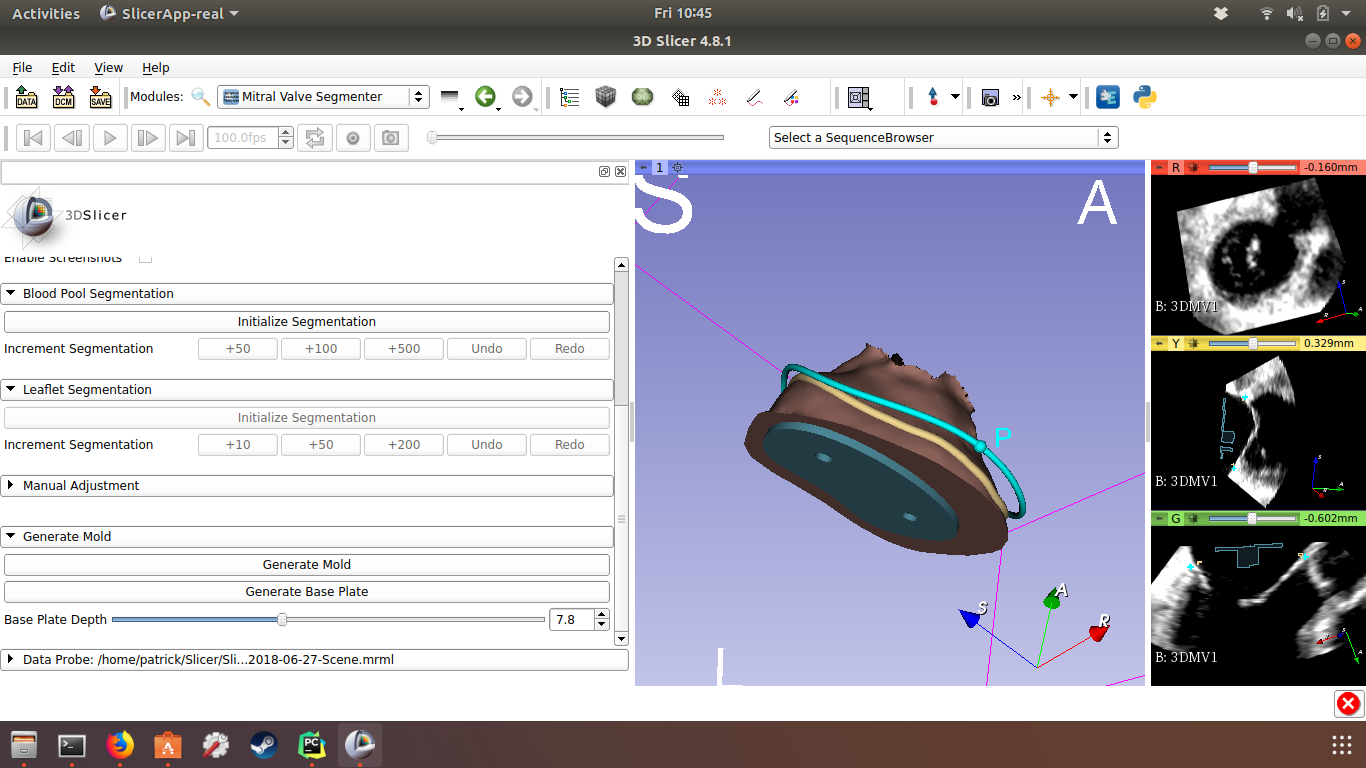 Activities SlicerApp-real Fri 10:45
3D Slicer 4.8.1
File Edit View Help
DATA DCM SAVE Modules: Mitral Valve Segmenter »
100.0fps Select a SequenceBrowser
1 R -0.160mm
3DSlicer
S A
Enable Screenshots
Blood Pool Segmentation
Initialize Segmentation
B: 3DMV1
Increment Segmentation +50 +100 +500 Undo Redo
Y 0.329mm
Leaflet Segmentation
Initialize Segmentation
Increment Segmentation +10 +50 +200 Undo Redo
P
Manual Adjustment
B: 3DMV1
G -0.602mm
Generate Mold
Generate Mold
Generate Base Plate
Base Plate Depth 7.8
S A R
Data Probe: /home/patrick/Slicer/Sli...2018-06-27-Scene.mrml
B: 3DMV1
L
PC